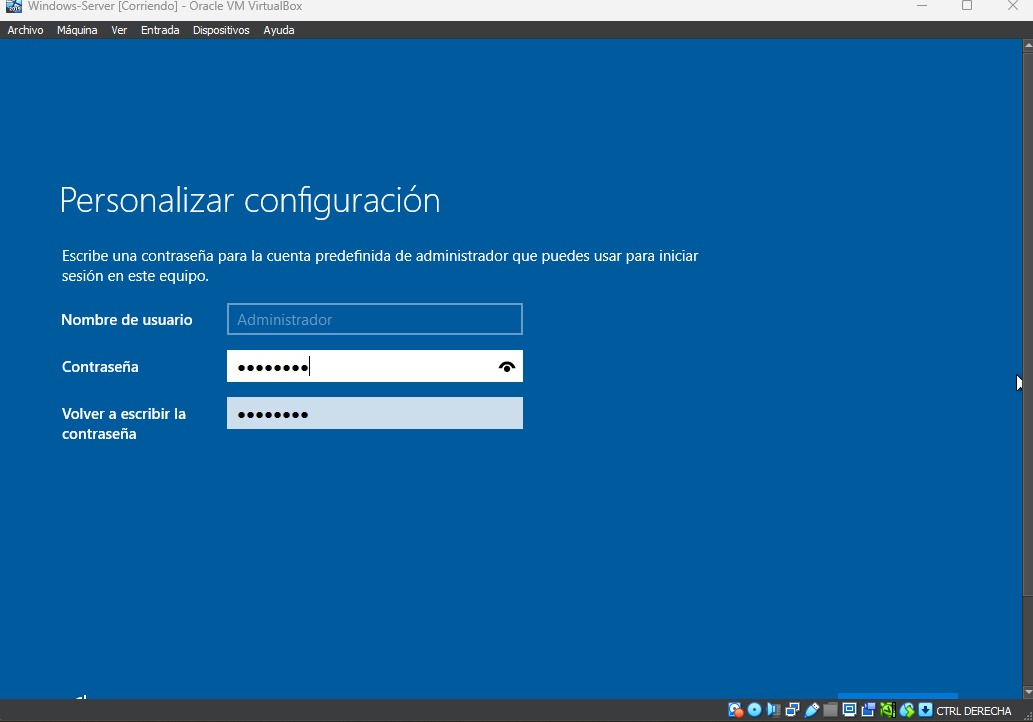 Windows-Server [Corriendo] - Oracle VM VirtualBox
Archivo Máquina Ver Entrada Dispositivos Ayuda
Personalizar configuración
Escribe una contraseña para la cuenta predefinida de administrador que puedes usar para iniciar
sesión en este equipo.
Nombre de usuario Administrador
Contraseña ••••••••
Volver a escribir la ••••••••
contraseña
CTRL DERECHA